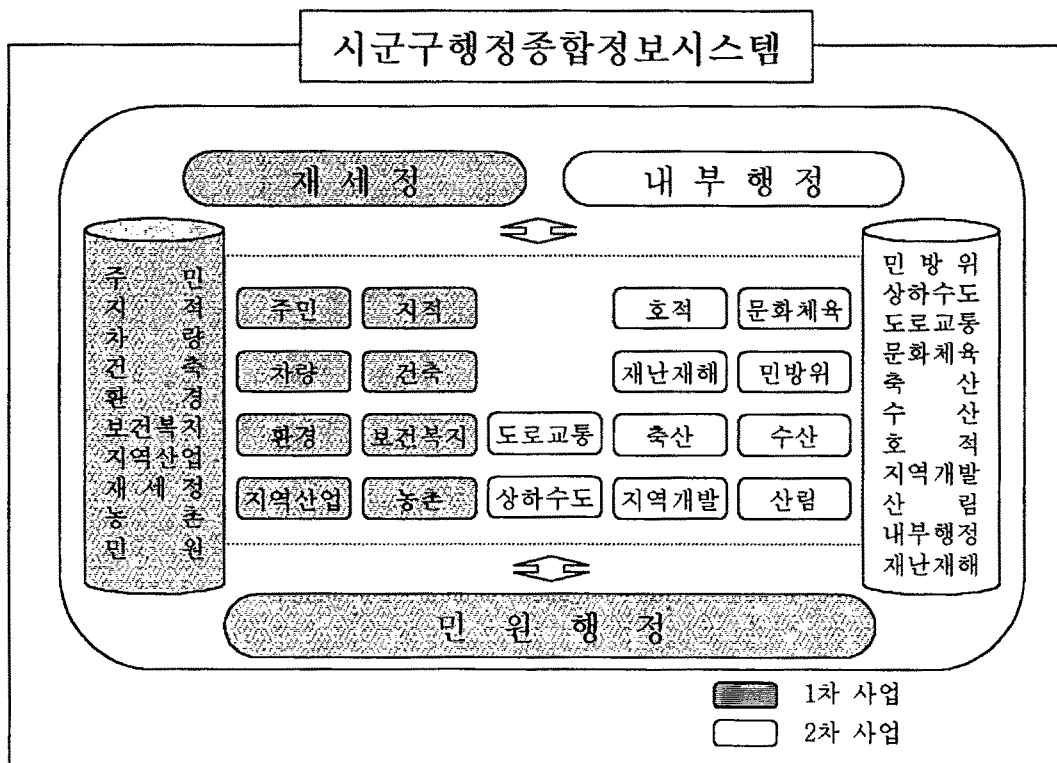 시군구행정종합정보시스템
재 세 정
내 부 행 정
주 민
지 적
차 량
건 축
환 경
보건복지
지역산업
재 세 정
농 촌
민 원
주민 지적 호적 문화체육
차량 건축 재난재해 민방위
환경 보건복지 도로교통 축산 수산
지역산업 농촌 상하수도 지역개발 산림
민 방 위
상하수도
도로교통
문화체육
축 산
수 산
호 적
지역개발
산 림
내부행정
재난재해
민 원 행 정
1차 사업
2차 사업